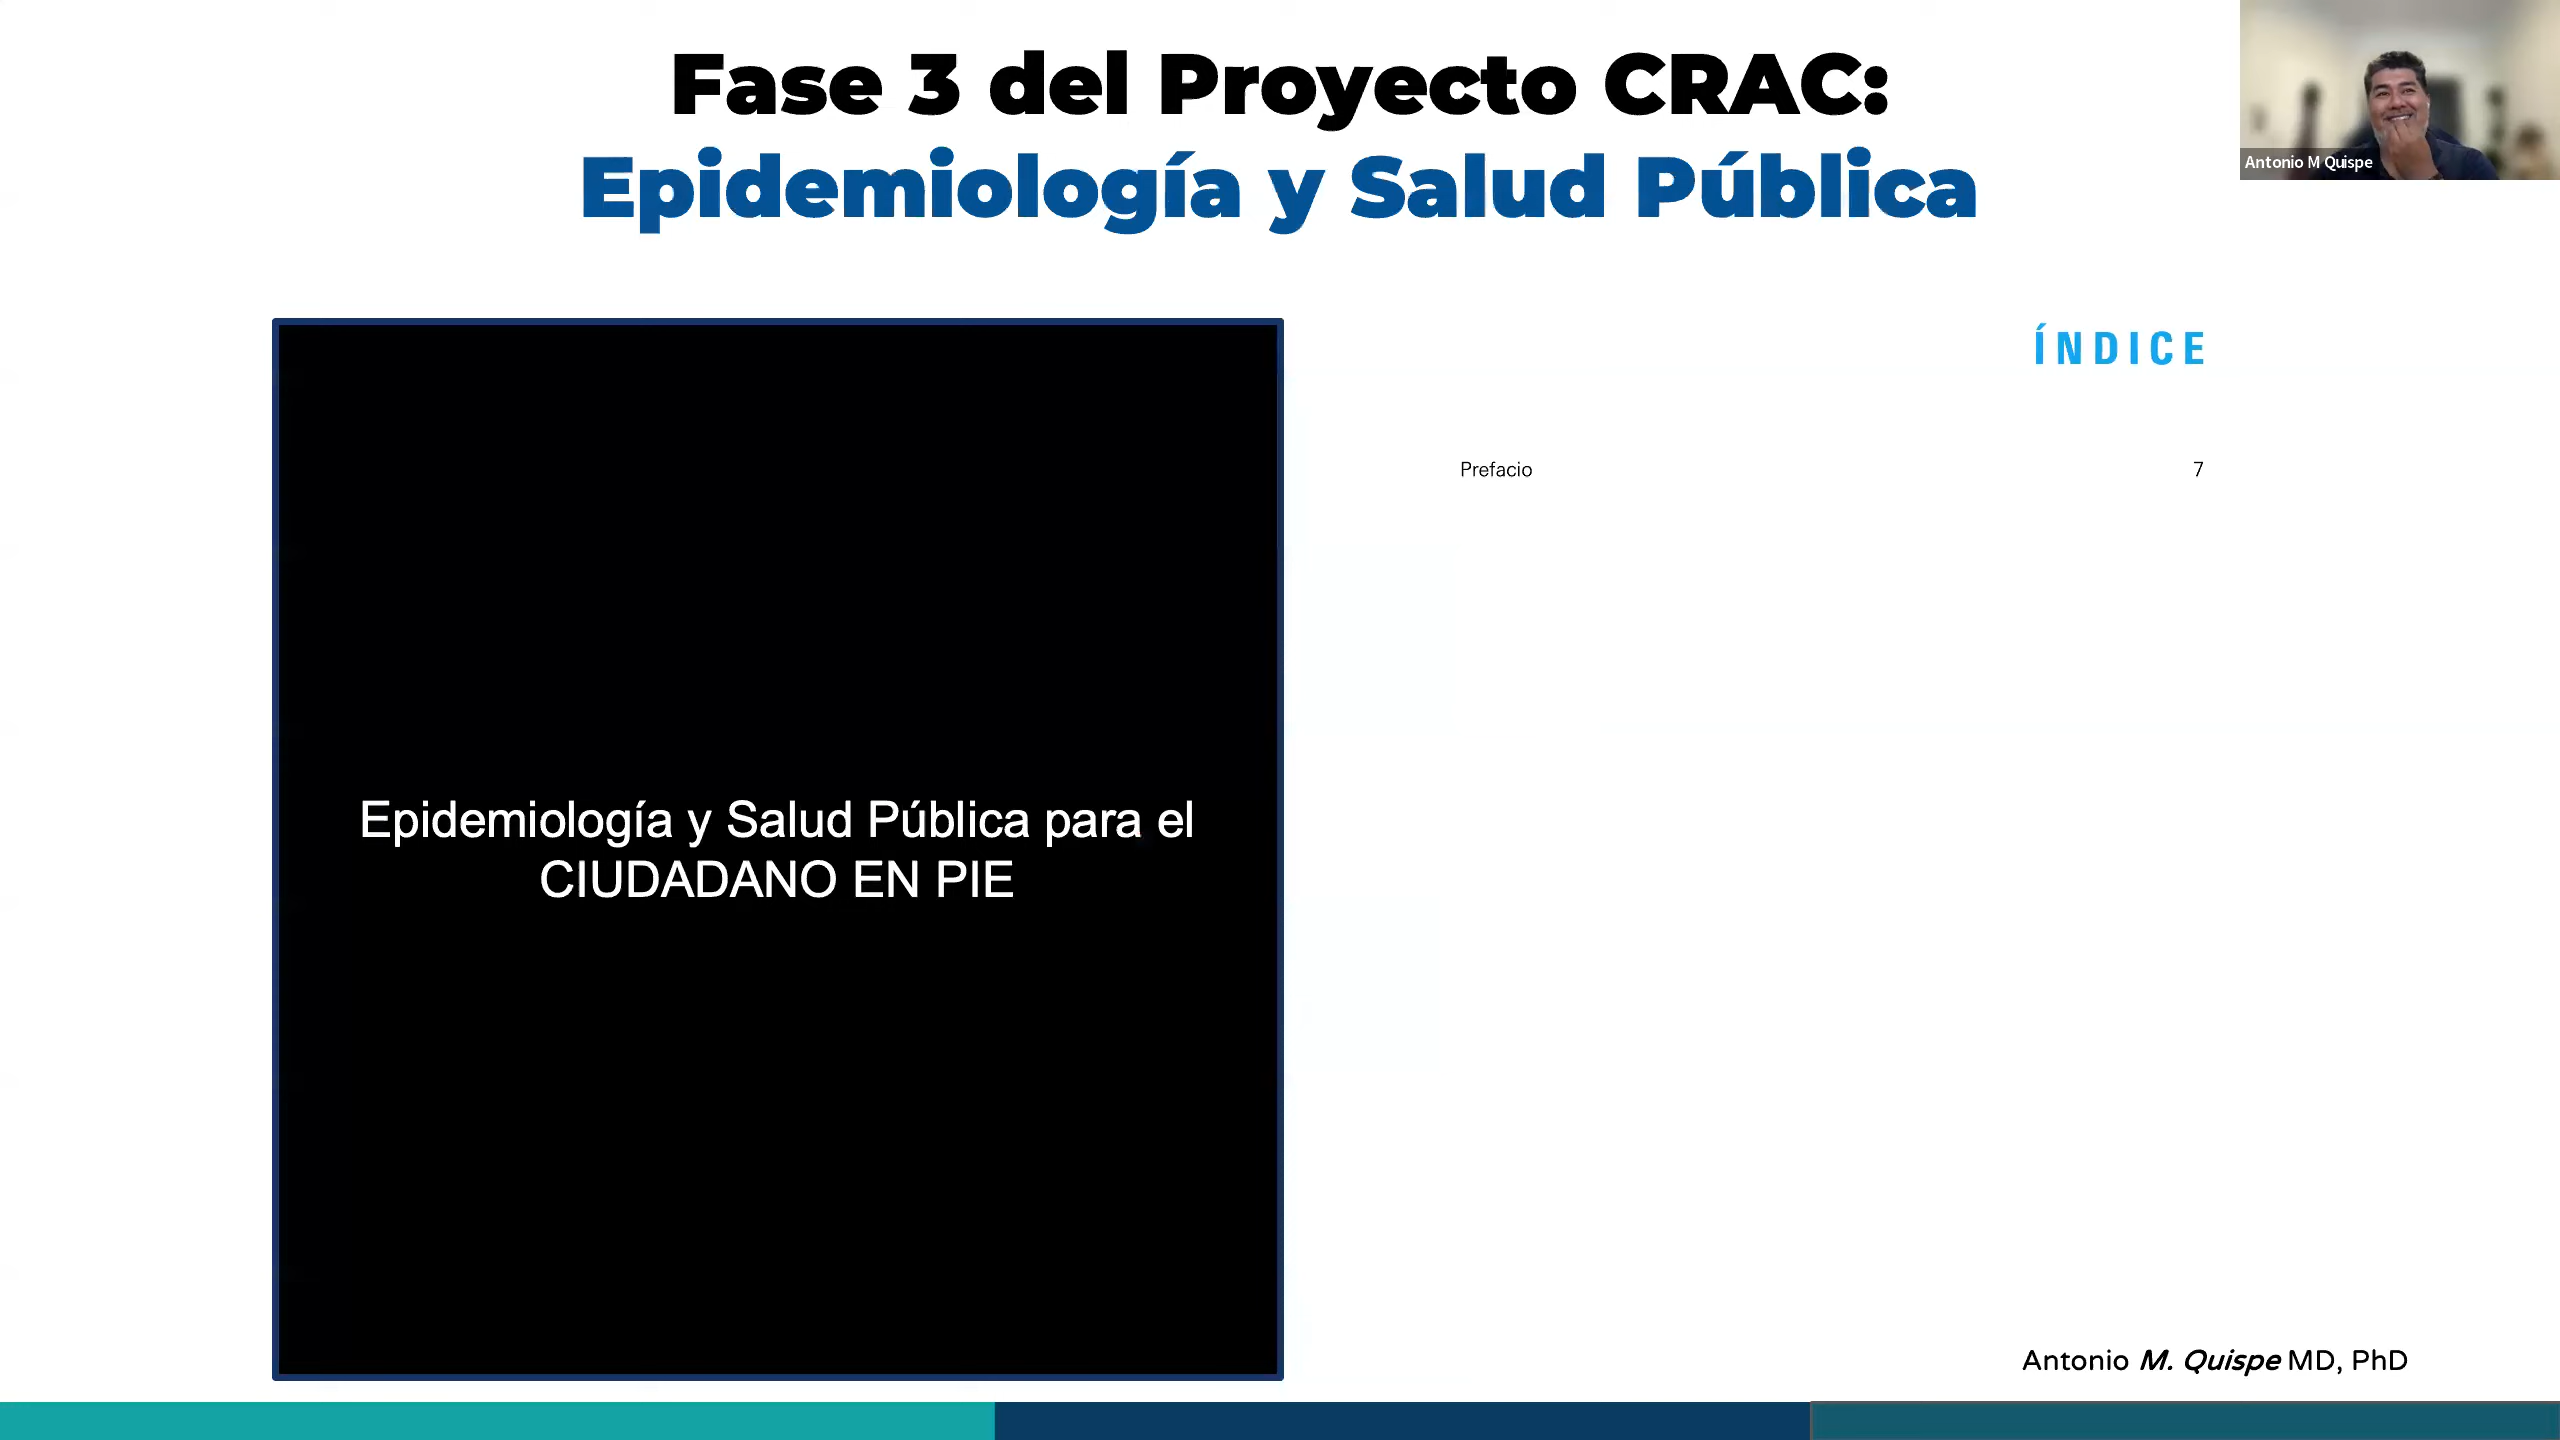 Fase 3 del Proyecto CRAC:
Epidemiología y Salud Pública
Antonio M Quispe
Epidemiología y Salud Pública para el
CIUDADANO EN PIE
ÍNDICE
Prefacio 7
Antonio M. Quispe MD, PhD